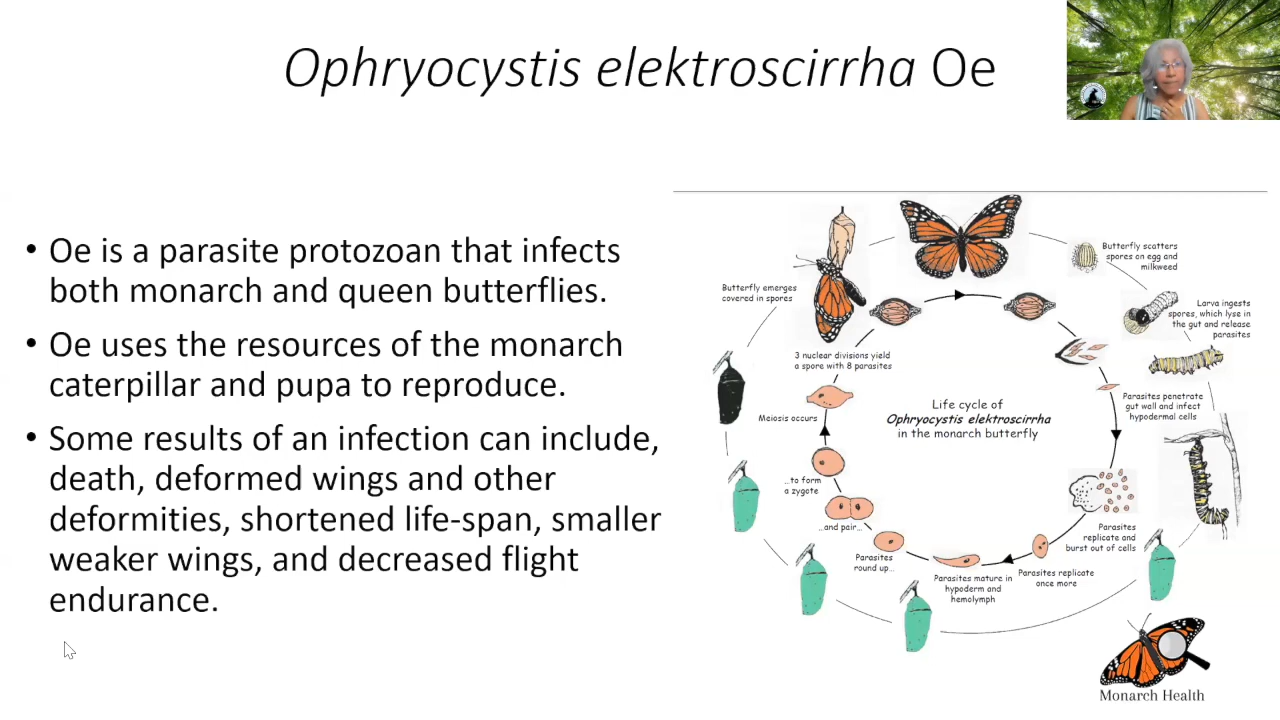 Ophryocystis elektroscirrha Oe
• Oe is a parasite protozoan that infects
both monarch and queen butterflies.
• Oe uses the resources of the monarch
caterpillar and pupa to reproduce.
• Some results of an infection can include,
death, deformed wings and other
deformities, shortened life-span, smaller
weaker wings, and decreased flight
endurance.
Butterfly scatters
spores on egg and
milkweed
Larva ingests
spores, which lyse in
the gut and release
parasites
Parasites penetrate
gut wall and infect
hypodermal cells
Parasites
replicate and
burst out of cells
Parasites replicate
once more
Parasites mature in
hypoderm and
hemolymph
Parasites
round up...
...and pair...
...to form
a zygote
Meiosis occurs
3 nuclear divisions yield
a spore with 8 parasites
Butterfly emerges
covered in spores
Life cycle of
Ophryocystis elektroscirrha
in the monarch butterfly
Monarch Health